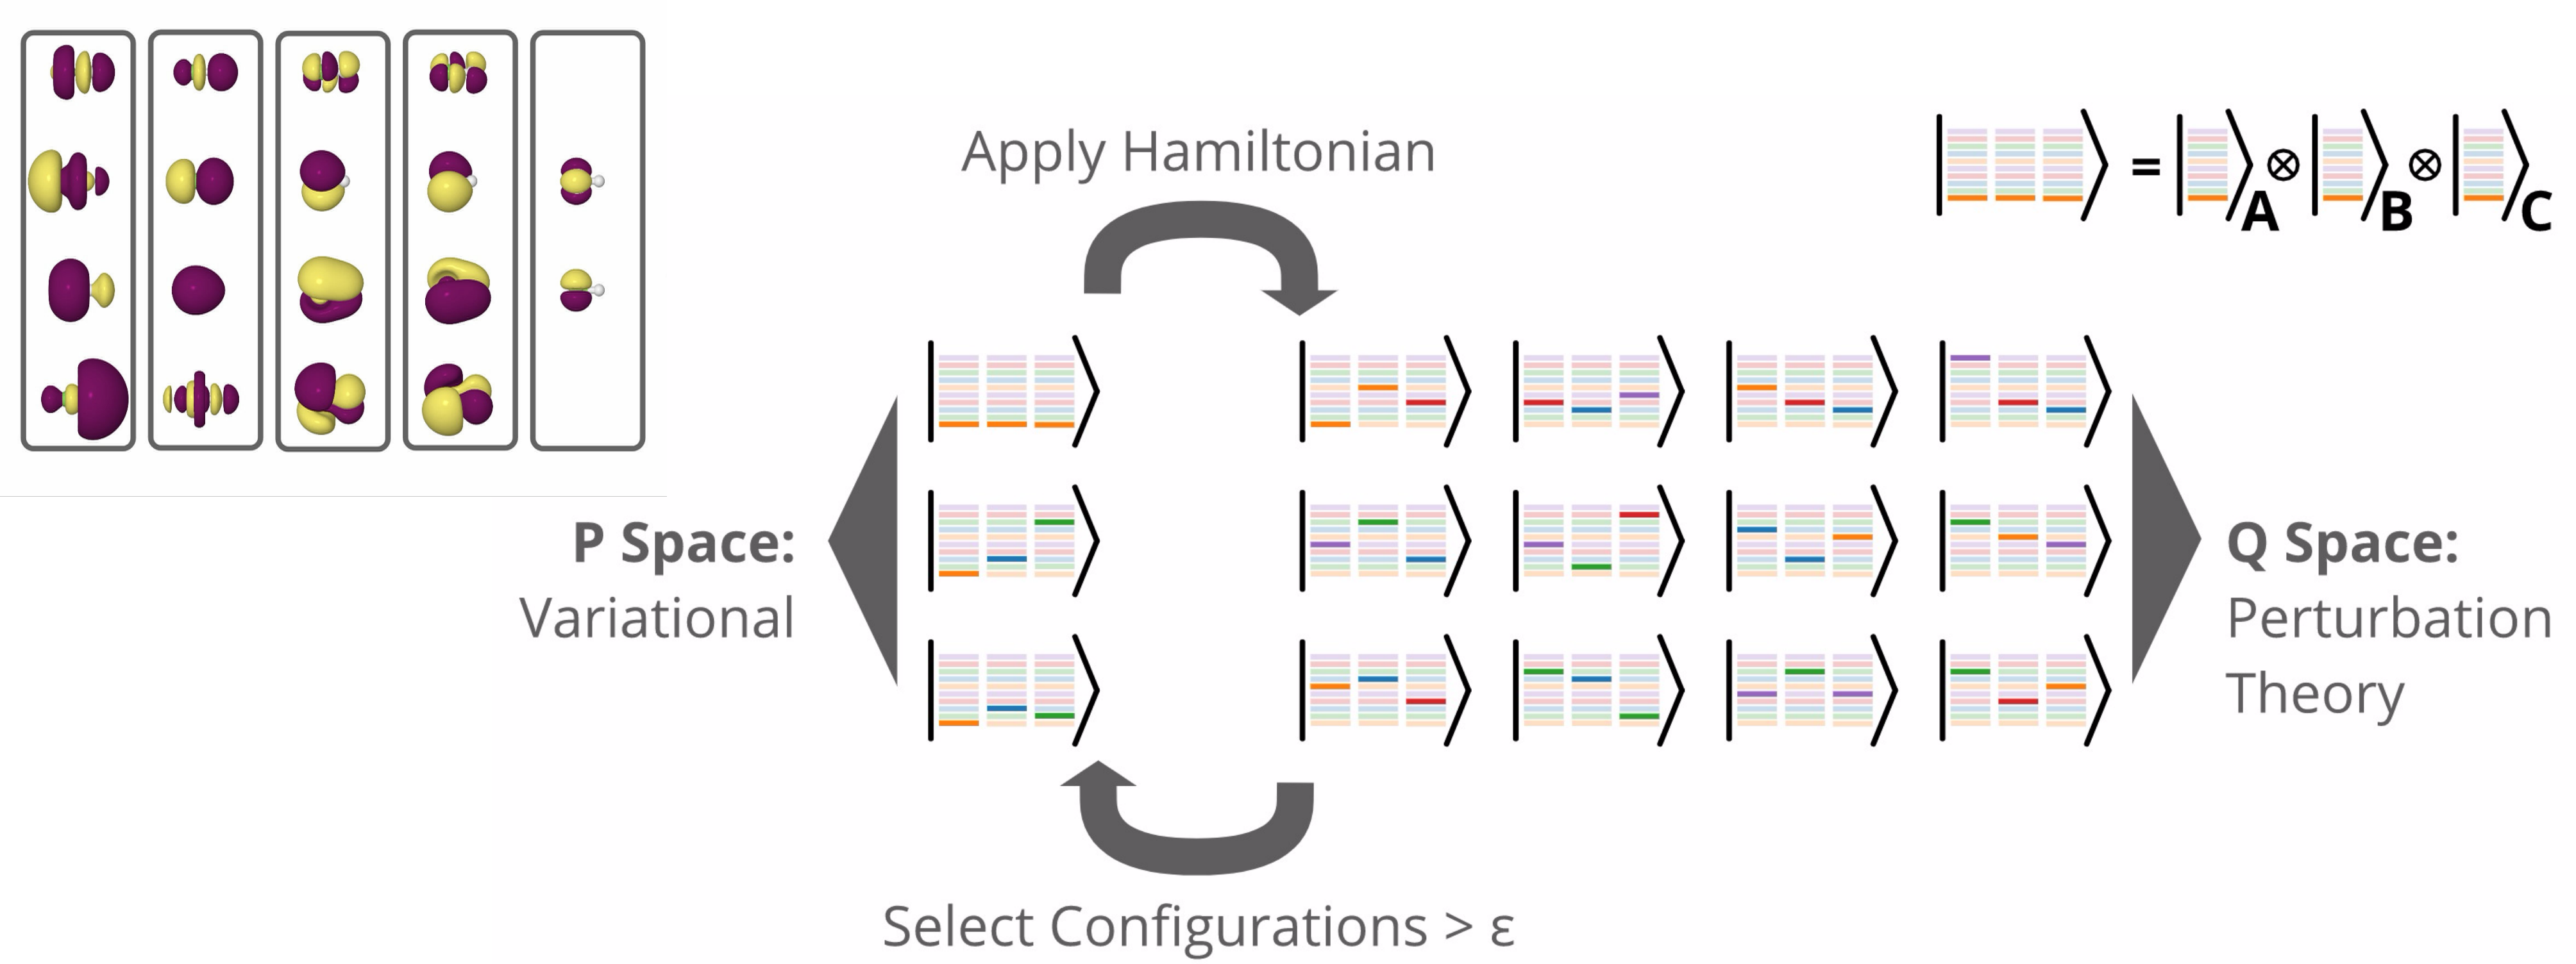 Apply Hamiltonian
= A ⊗ B ⊗ C
P Space:
Variational
Q Space:
Perturbation
Theory
Select Configurations > ε